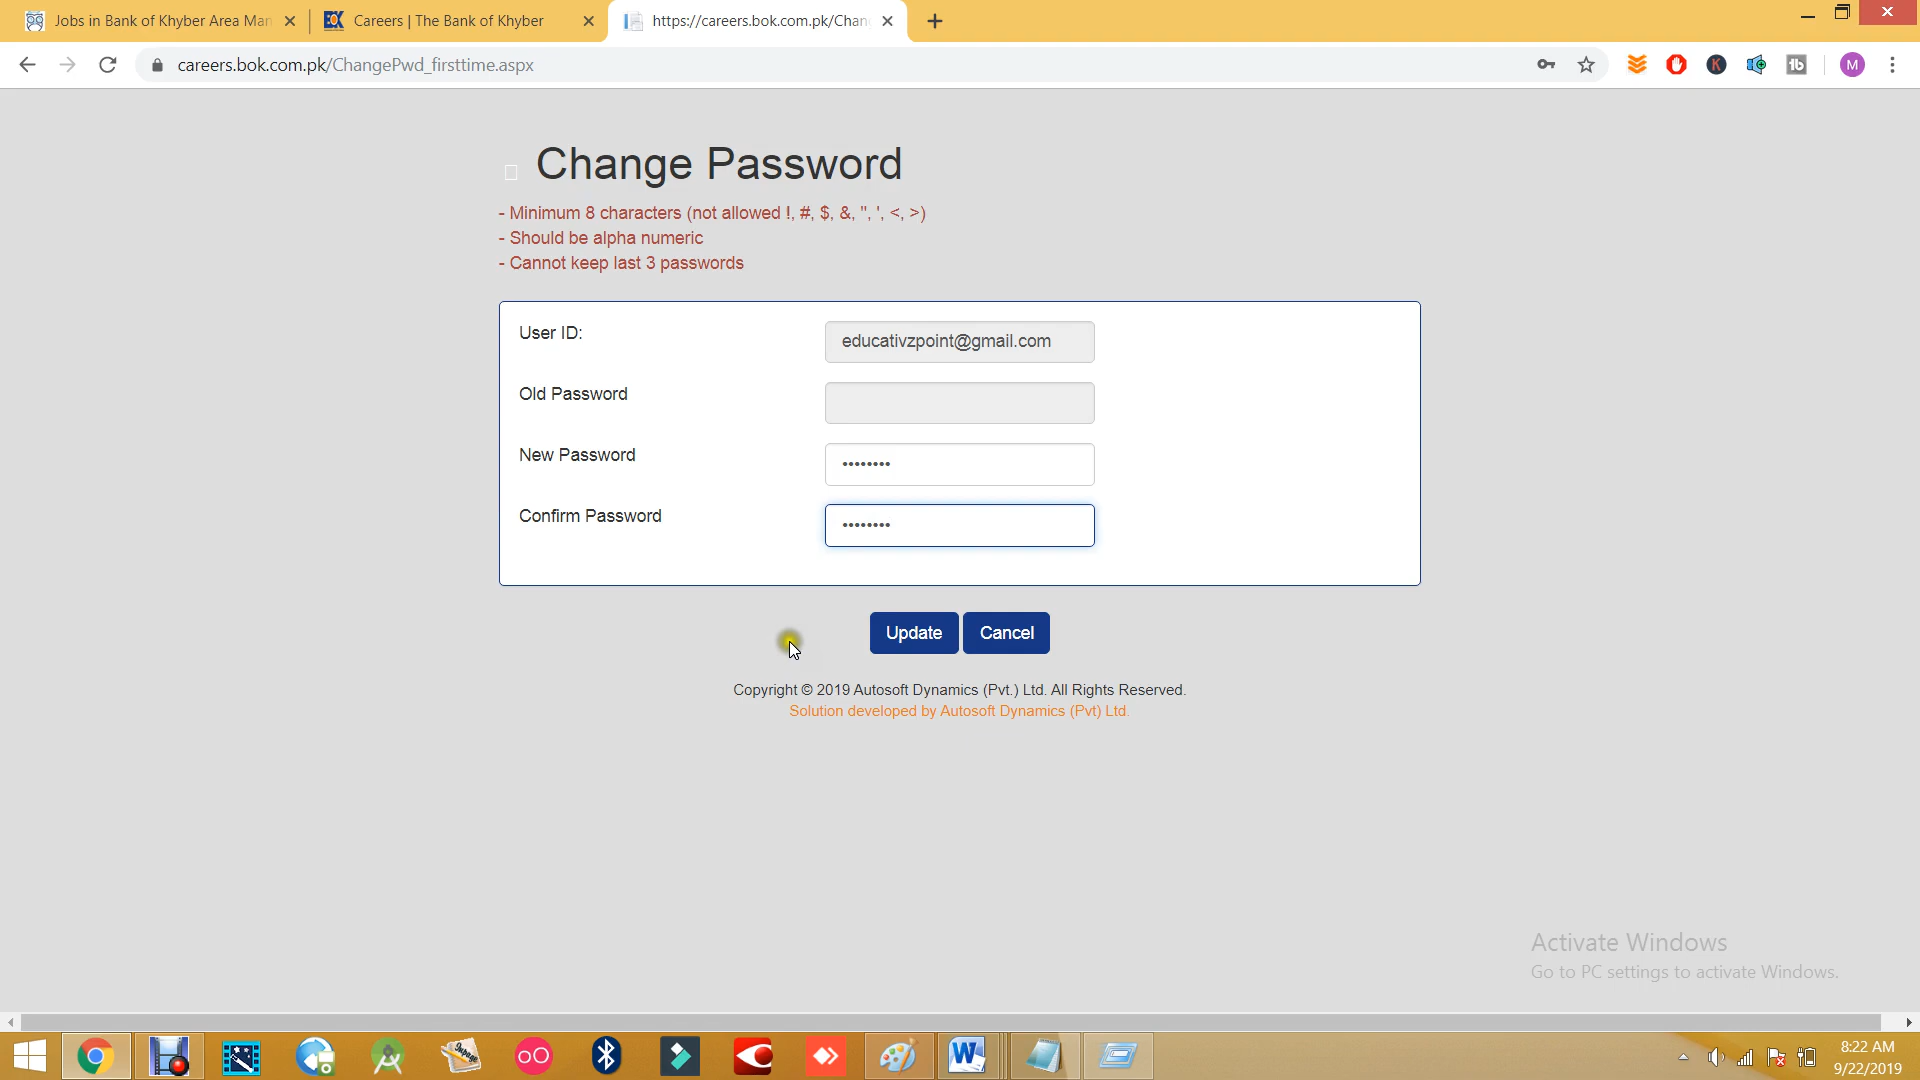 Jobs in Bank of Khyber Area Man
Careers | The Bank of Khyber
https://careers.bok.com.pk/Chan
careers.bok.com.pk/ChangePwd_firsttime.aspx
K
tb
M
Change Password
- Minimum 8 characters (not allowed !, #, $, &, ", ', <, >)
- Should be alpha numeric
- Cannot keep last 3 passwords
User ID:
educativzpoint@gmail.com
Old Password
New Password
••••••••
Confirm Password
••••••••
Update
Cancel
Copyright © 2019 Autosoft Dynamics (Pvt.) Ltd. All Rights Reserved.
Solution developed by Autosoft Dynamics (Pvt) Ltd.
Activate Windows
Go to PC settings to activate Windows.
Inpage
8:22 AM
9/22/2019